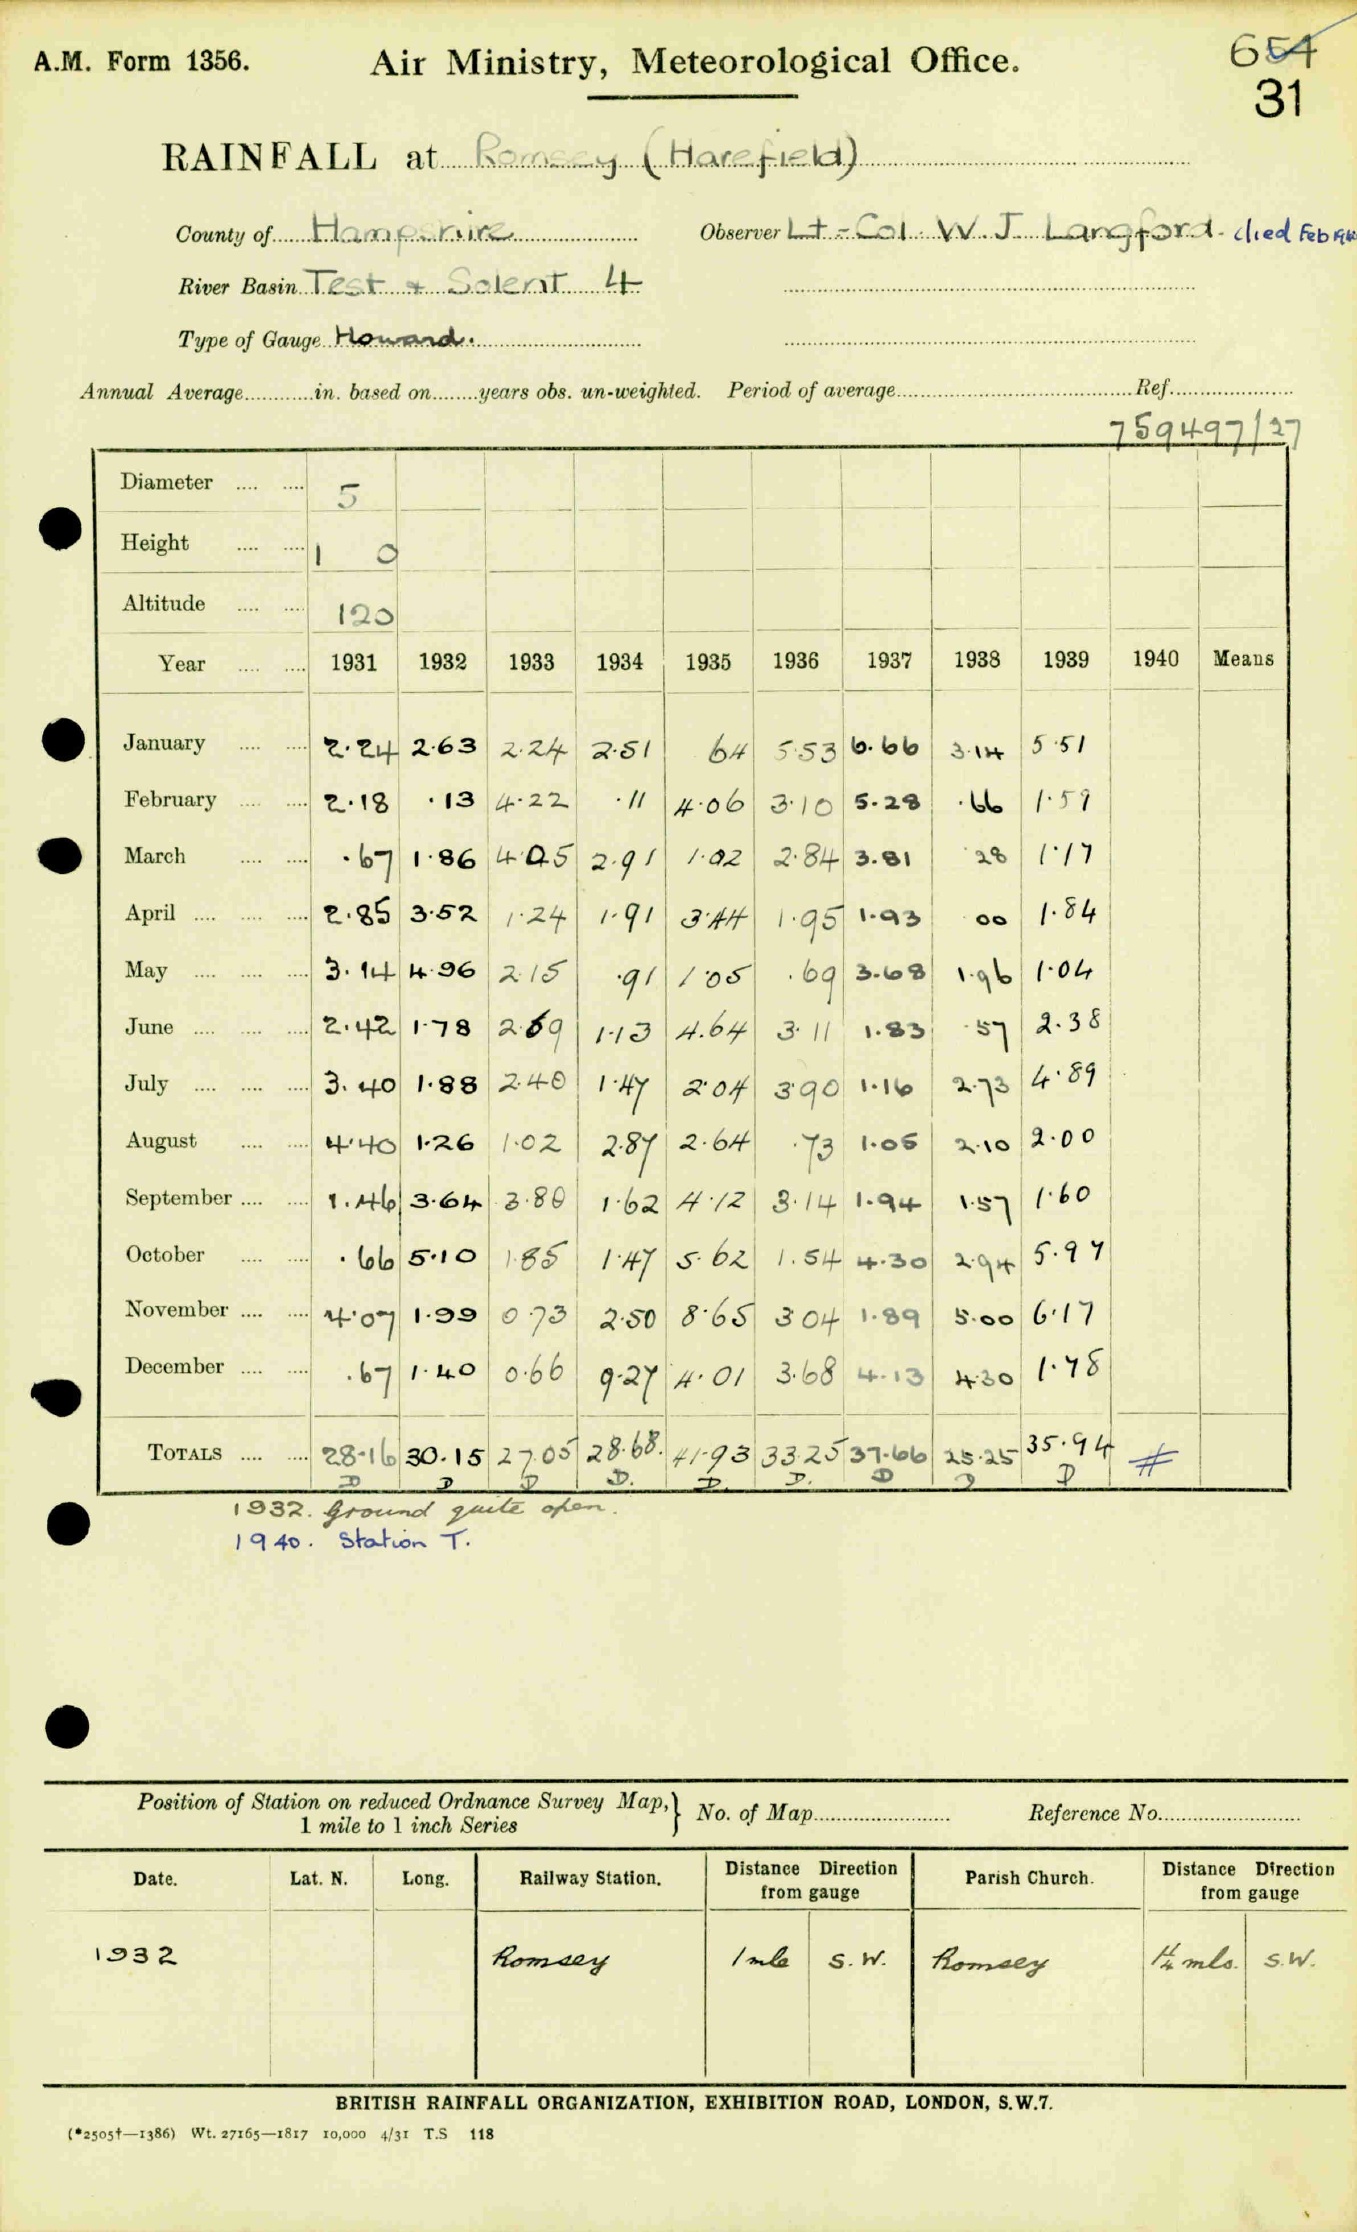 A.M. Form 1356. Air Ministry, Meteorological Office. 654
31
RAINFALL at Romsey (Harefield)
County of Hampshire Observer Lt-Col. W. J. Langford. died Feb
River Basin Test + Solent 4
Type of Gauge Howard.
Annual Average in. based on years obs. un-weighted. Period of average Ref.
759497/27
Diameter 5
Height 1 0
Altitude 120
Year 1931 1932 1933 1934 1935 1936 1937 1938 1939 1940 Means
January 2.24 2.63 2.24 2.51 64 5.53 6.66 3.14 5.51
February 2.18 .13 4.22 .11 4.06 3.10 5.28 .66 1.59
March .67 1.86 4.05 2.91 1.02 2.84 3.81 28 1.17
April 2.85 3.52 1.24 1.91 3.44 1.95 1.93 00 1.84
May 3.14 4.96 2.15 .91 1.05 .69 3.68 1.96 1.04
June 2.42 1.78 2.69 1.13 4.64 3.11 1.83 .57 2.38
July 3.40 1.88 2.40 1.47 2.04 3.90 1.16 2.73 4.89
August 4.40 1.26 1.02 2.87 2.64 .73 1.05 2.10 2.00
September 1.46 3.64 3.80 1.62 4.12 3.14 1.94 1.57 1.60
October .66 5.10 1.85 1.47 5.62 1.54 4.30 2.94 5.97
November 4.07 1.99 0.73 2.50 8.65 3.04 1.89 5.00 6.17
December .67 1.40 0.66 9.27 4.01 3.68 4.13 4.30 1.78
TOTALS 28.16 30.15 27.05 28.68. 41.93 33.25 37.66 25.25 35.94 #
D D D D. D. D. D D D
1932. Ground quite open.
1940. Station T.
Position of Station on reduced Ordnance Survey Map, } No. of Map Reference No.
1 mile to 1 inch Series
Date. Lat. N. Long. Railway Station. Distance Direction from gauge Parish Church. Distance Direction from gauge
1932 Romsey 1 mle S. W. Romsey 1¼ mls. S.W.
BRITISH RAINFALL ORGANIZATION, EXHIBITION ROAD, LONDON, S.W.7.
(*2505†—1386) Wt. 27165—1817 10,000 4/31 T.S 118